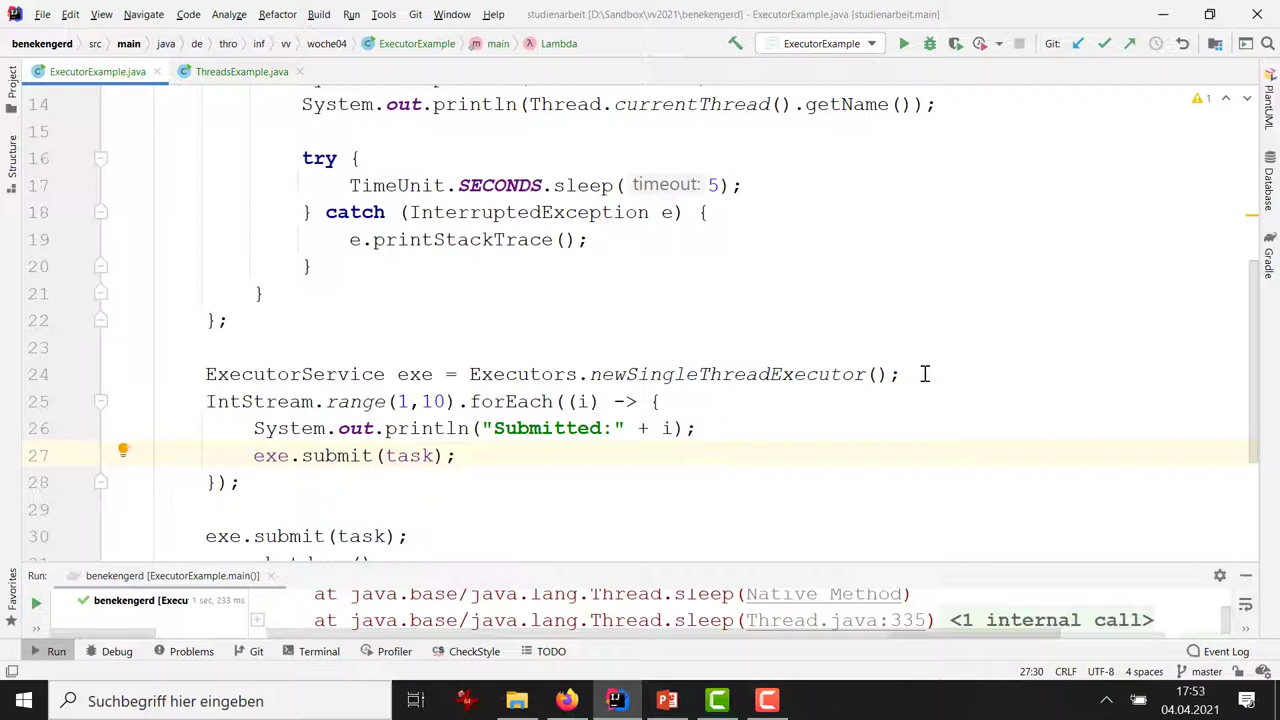 File Edit View Navigate Code Analyze Refactor Build Run Tools Git Window Help studienarbeit [D:\Sandbox\vv2021\benekengerd] - ExecutorExample.java [studienarbeit.main]
benekengerd src main java de thro inf vv woche04 ExecutorExample main Lambda ExecutorExample Git:
ExecutorExample.java ThreadsExample.java
14 System.out.println(Thread.currentThread().getName()); 1
15
16 try {
17 TimeUnit.SECONDS.sleep( timeout: 5);
18 } catch (InterruptedException e) {
19 e.printStackTrace();
20 }
21 }
22 };
23
24 ExecutorService exe = Executors.newSingleThreadExecutor();
25 IntStream.range(1,10).forEach((i) -> {
26 System.out.println("Submitted:" + i);
27 exe.submit(task);
28 });
29
30 exe.submit(task);
Project
Structure
Favorites
PlantUML
Database
Gradle
Run: benekengerd [ExecutorExample.main()]
benekengerd [Execu 1 sec, 233 ms
at java.base/java.lang.Thread.sleep(Native Method)
at java.base/java.lang.Thread.sleep(Thread.java:335) <1 internal call>
Run Debug Problems Git Terminal Profiler CheckStyle TODO Event Log
27:30 CRLF UTF-8 4 spaces master
Suchbegriff hier eingeben
17:53
04.04.2021